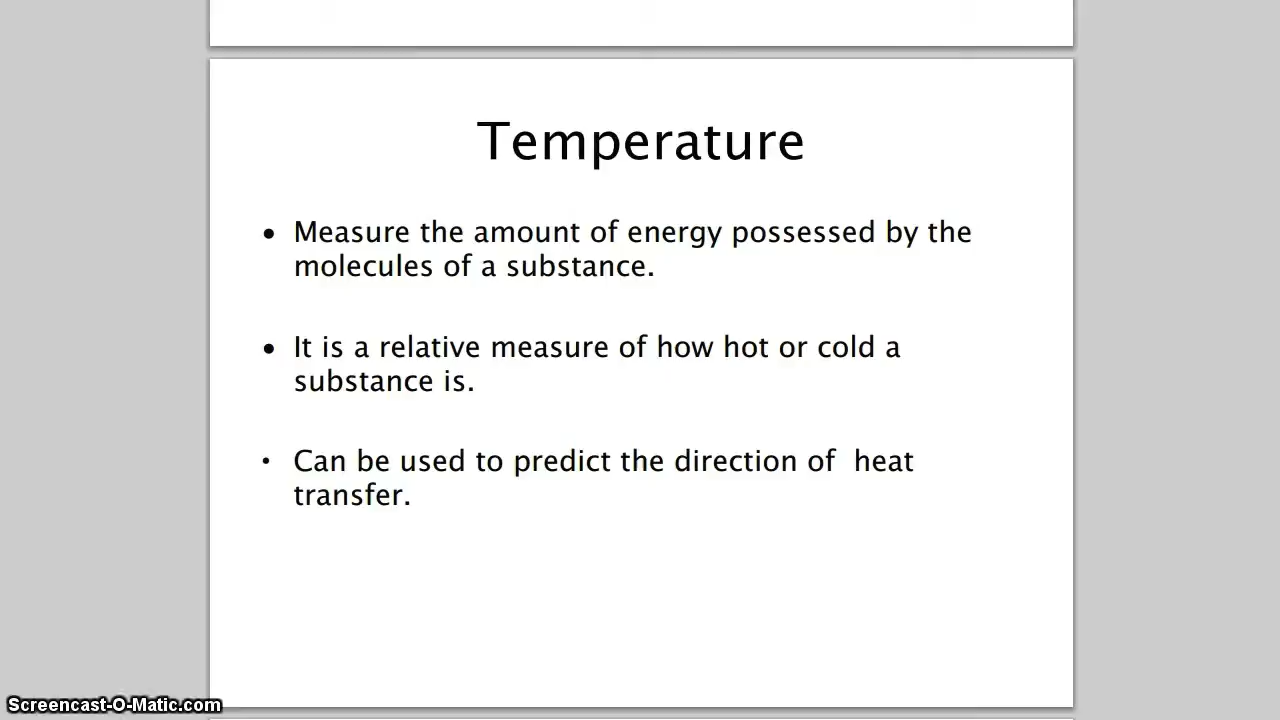 Temperature
• Measure the amount of energy possessed by the
molecules of a substance.
• It is a relative measure of how hot or cold a
substance is.
• Can be used to predict the direction of  heat
transfer.
Screencast-O-Matic.com